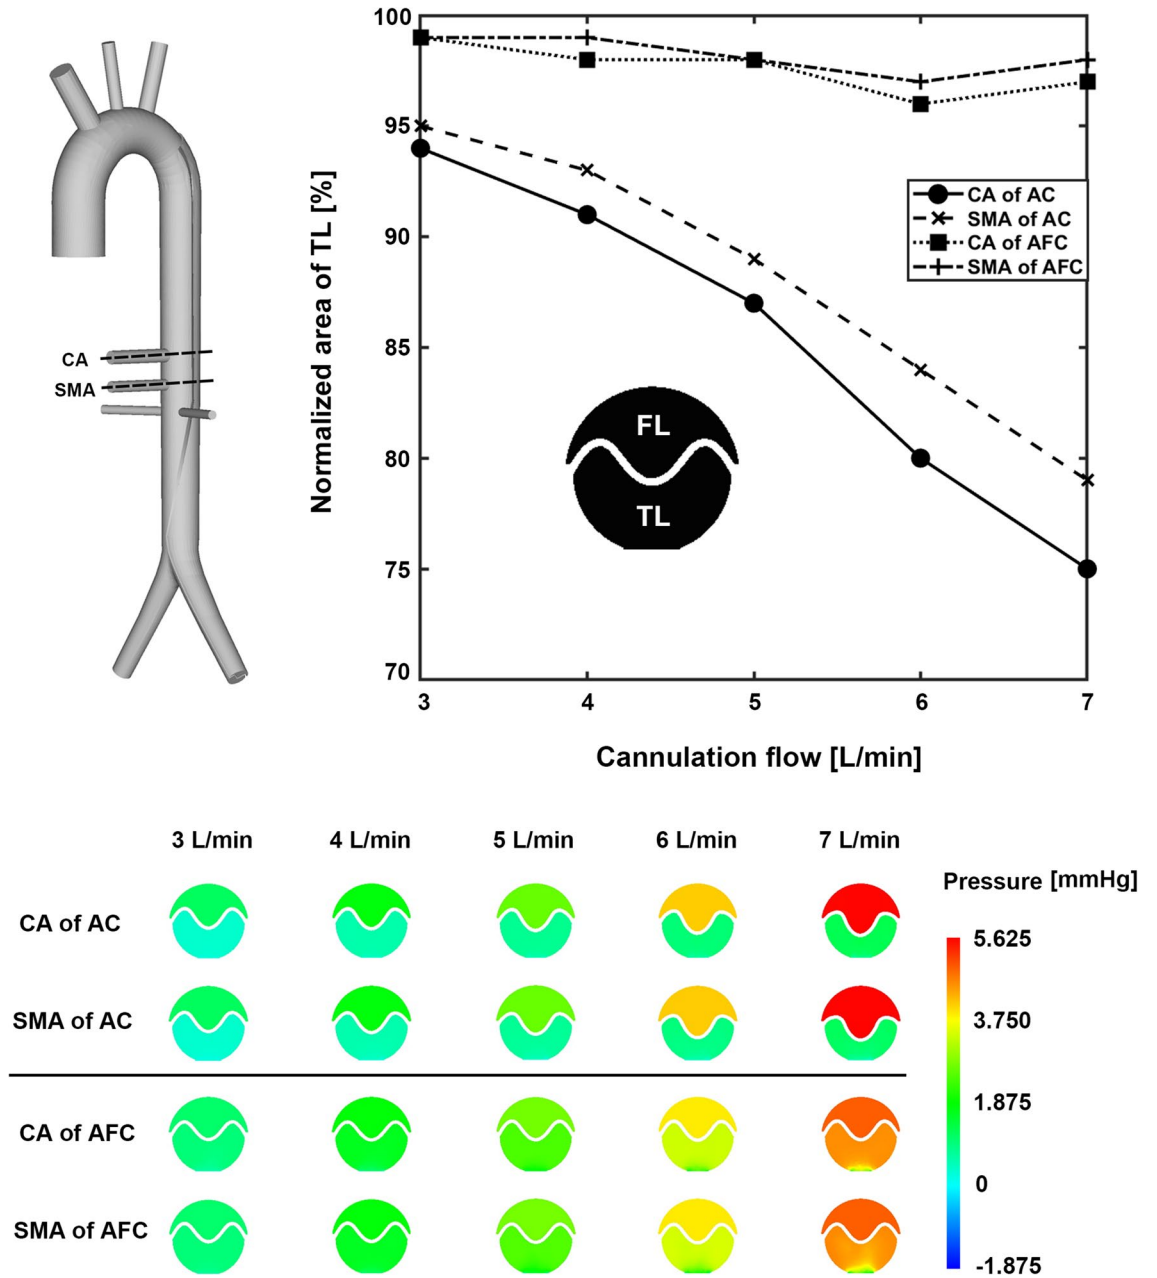 CA
SMA
Normalized area of TL [%]
100
95
90
85
80
75
70
3 4 5 6 7
Cannulation flow [L/min]
CA of AC
SMA of AC
CA of AFC
SMA of AFC
FL
TL
3 L/min 4 L/min 5 L/min 6 L/min 7 L/min
CA of AC
SMA of AC
CA of AFC
SMA of AFC
Pressure [mmHg]
5.625
3.750
1.875
0
-1.875